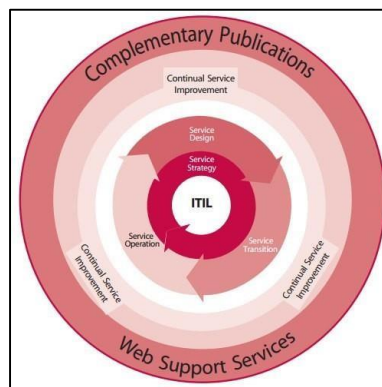 Complementary Publications
Continual Service
Improvement
Service
Design
Service
Strategy
ITIL
Service
Operation
Service
Transition
Continual Service
Improvement
Continual Service
Improvement
Web Support Services